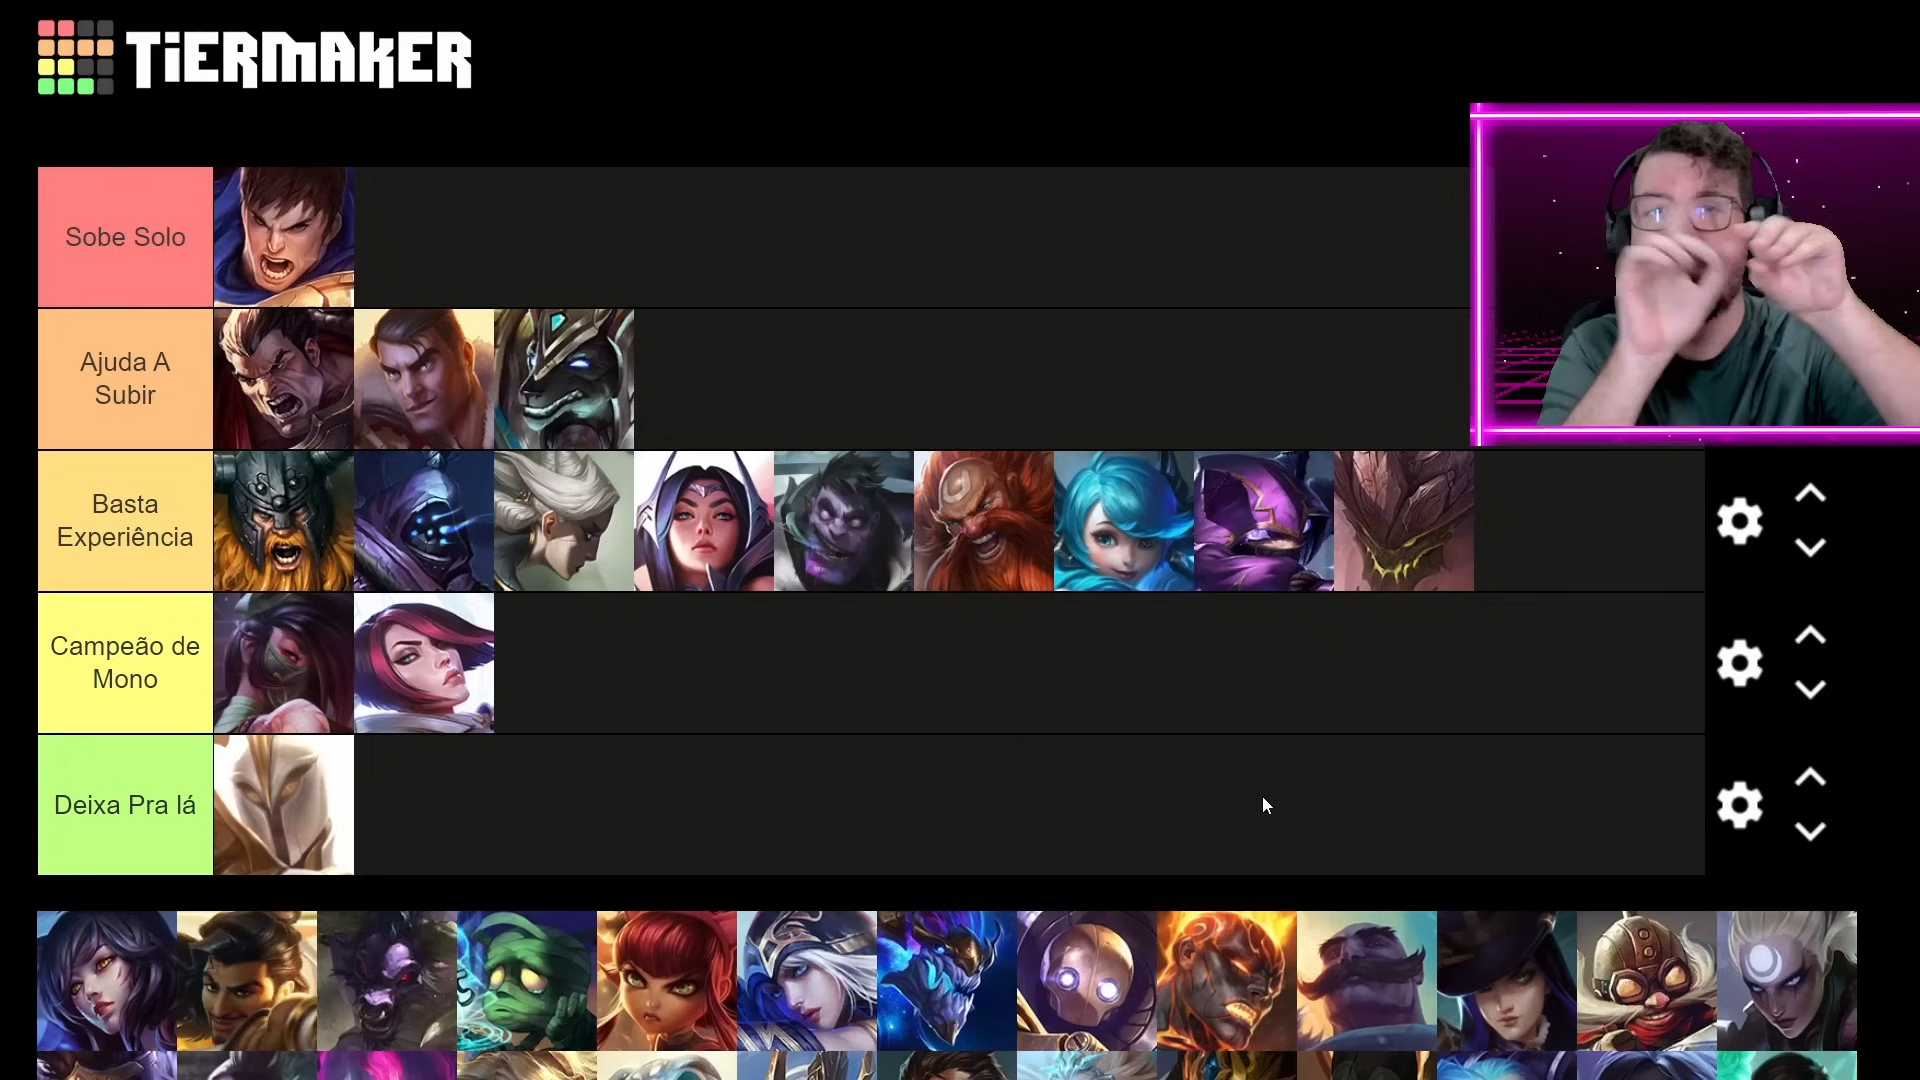 TiERMAKER
Sobe Solo
Ajuda A
Subir
Basta
Experiência
Campeão de
Mono
Deixa Pra lá